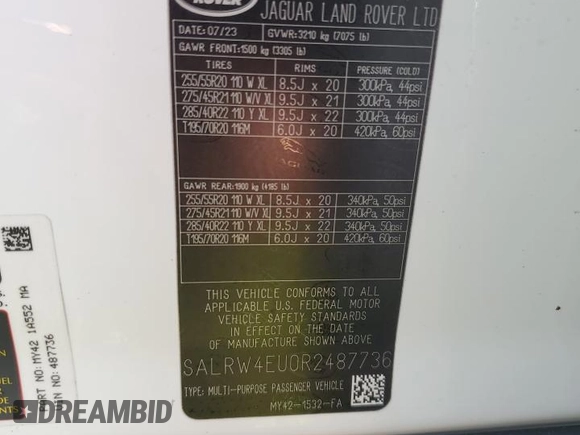 ROVER
JAGUAR LAND ROVER LTD
DATE: 07/23 GVWR: 3210 kg (7075 lb)
GAWR FRONT: 1500 kg (3305 lb)
TIRES RIMS PRESSURE (COLD)
255/55R20 110 W XL 8.5J x 20 300kPa, 44psi
275/45R21 110 W/V XL 9.5J x 21 300kPa, 44psi
285/40R22 110 Y XL 9.5J x 22 300kPa, 44psi
T195/70R20 116M 6.0J x 20 420kPa, 60psi
GAWR REAR: 1900 kg (4185 lb)
255/55R20 110 W XL 8.5J x 20 340kPa, 50psi
275/45R21 110 W/V XL 9.5J x 21 340kPa, 50psi
285/40R22 110 Y XL 9.5J x 22 340kPa, 50psi
T195/70R20 116M 6.0J x 20 420kPa, 60psi
THIS VEHICLE CONFORMS TO ALL
APPLICABLE U.S. FEDERAL MOTOR
VEHICLE SAFETY STANDARDS
IN EFFECT ON THE DATE OF
MANUFACTURE SHOWN ABOVE
SALRW4EU0R2487736
TYPE: MULTI-PURPOSE PASSENGER VEHICLE
MY42-1532-FA
PART NO: MY42 1A552 MA
VIN NO: 487736
RAWBID AUTO